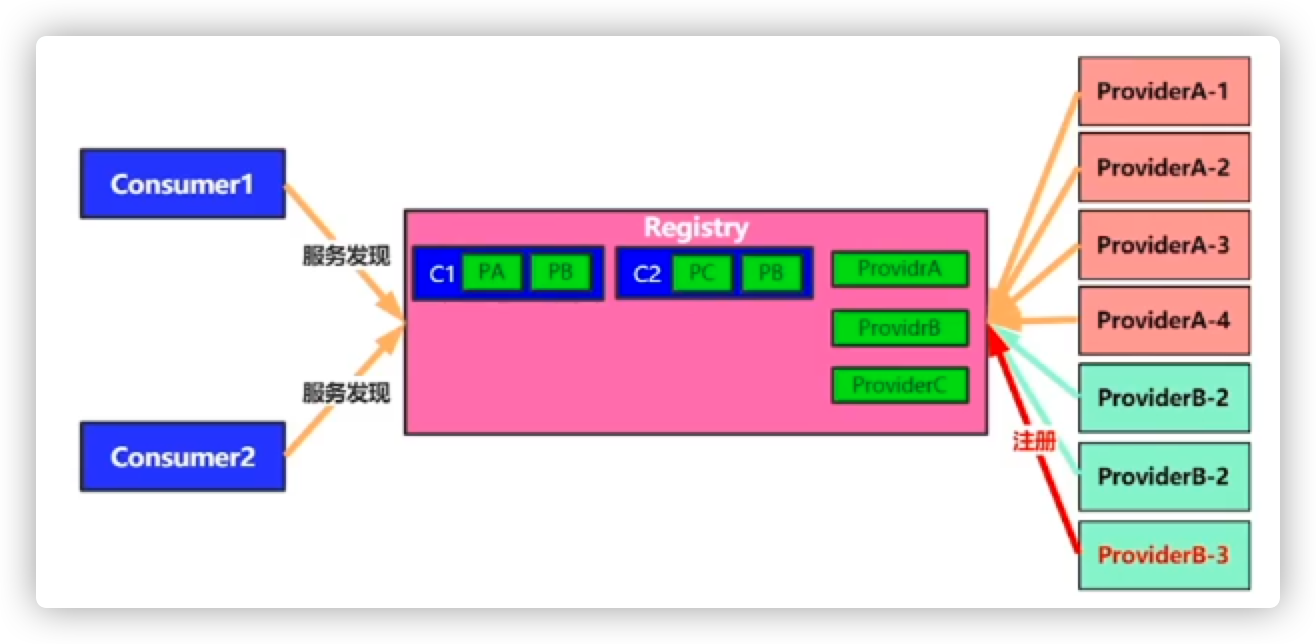 Consumer1
服务发现
服务发现
Consumer2
Registry
C1 PA PB
C2 PC PB
ProvidrA
ProvidrB
ProviderC
注册
ProviderA-1
ProviderA-2
ProviderA-3
ProviderA-4
ProviderB-2
ProviderB-2
ProviderB-3